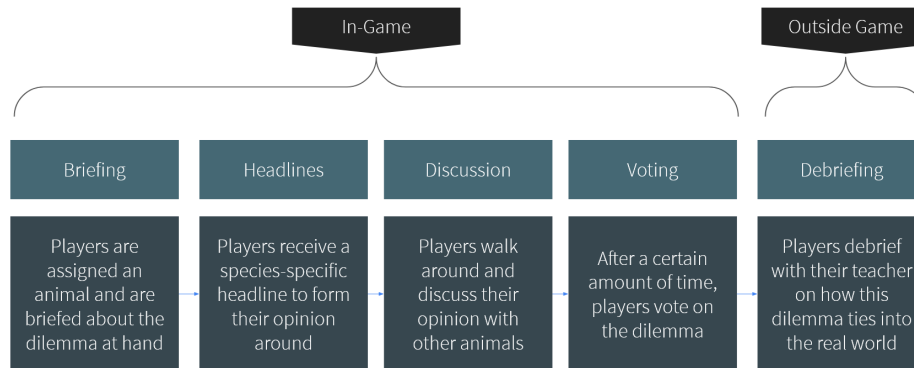 In-Game
Outside Game
Briefing
Headlines
Discussion
Voting
Debriefing
Players are
assigned an
animal and are
briefed about the
dilemma at hand
Players receive a
species-specific
headline to form
their opinion
around
Players walk
around and
discuss their
opinion with
other animals
After a certain
amount of time,
players vote on
the dilemma
Players debrief
with their teacher
on how this
dilemma ties into
the real world